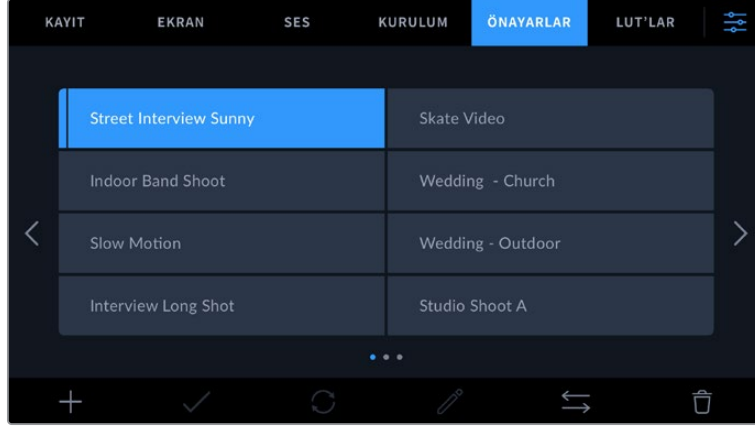 KAYIT EKRAN SES KURULUM ÖNAYARLAR LUT'LAR
Street Interview Sunny Skate Video
Indoor Band Shoot Wedding - Church
Slow Motion Wedding - Outdoor
Interview Long Shot Studio Shoot A